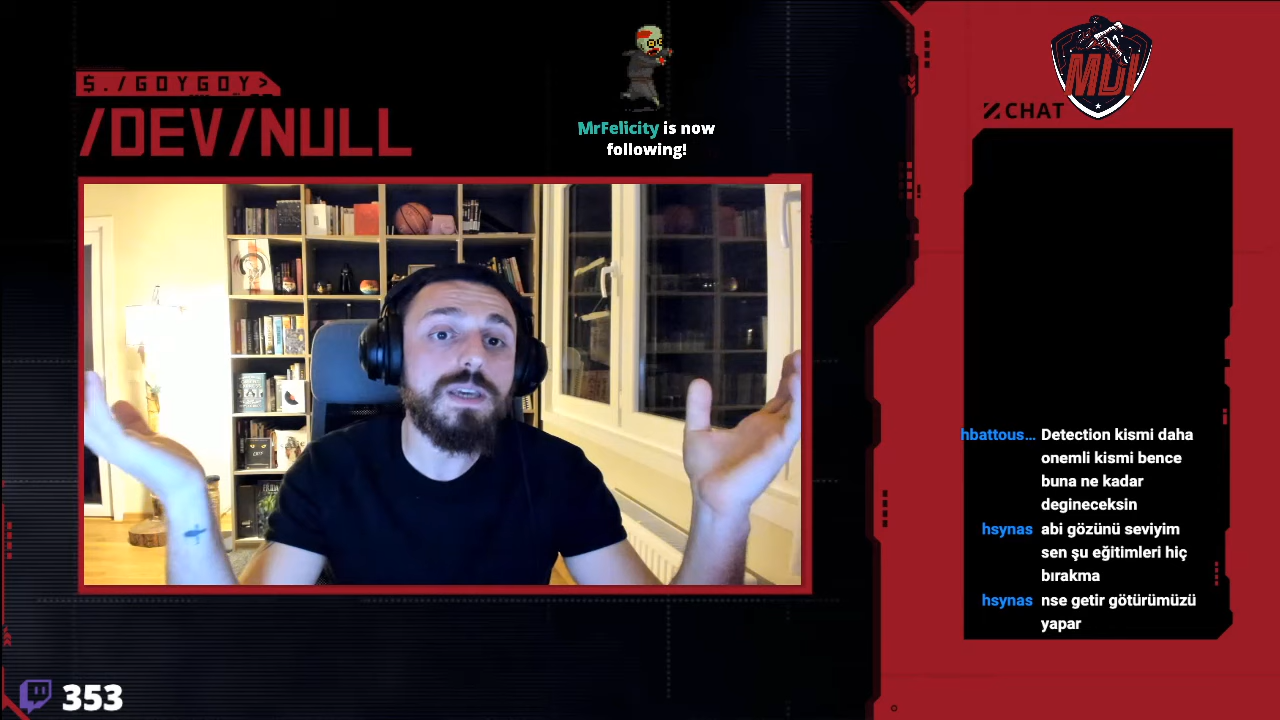 $./GOYGOY>
/DEV/NULL
MrFelicity is now
following!
MDI
CHAT
hbattous… Detection kismi daha
onemli kismi bence
buna ne kadar
degineceksin
hsynas abi gözünü seviyim
sen şu eğitimleri hiç
bırakma
hsynas nse getir götürümüzü
yapar
353